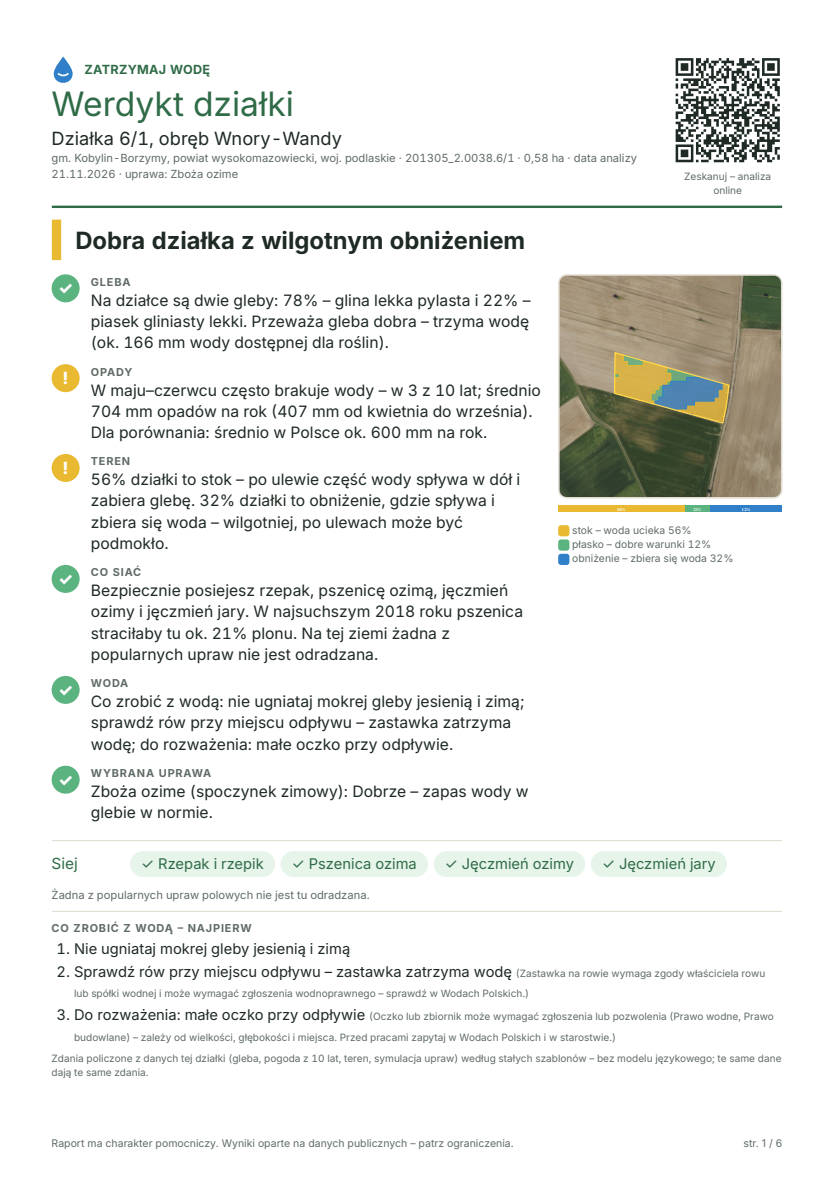 ZATRZYMAJ WODĘ
Werdykt działki
Działka 6/1, obręb Wnory-Wandy
gm. Kobylin-Borzymy, powiat wysokomazowiecki, woj. podlaskie · 201305_2.0038.6/1 · 0,58 ha · data analizy
21.11.2026 · uprawa: Zboża ozime
Zeskanuj – analiza
online
Dobra działka z wilgotnym obniżeniem
GLEBA
Na działce są dwie gleby: 78% – glina lekka pylasta i 22% –
piasek gliniasty lekki. Przeważa gleba dobra – trzyma wodę
(ok. 166 mm wody dostępnej dla roślin).
OPADY
W maju–czerwcu często brakuje wody – w 3 z 10 lat; średnio
704 mm opadów na rok (407 mm od kwietnia do września).
Dla porównania: średnio w Polsce ok. 600 mm na rok.
TEREN
56% działki to stok – po ulewie część wody spływa w dół i
zabiera glebę. 32% działki to obniżenie, gdzie spływa i
zbiera się woda – wilgotniej, po ulewach może być
podmokło.
CO SIAĆ
Bezpiecznie posiejesz rzepak, pszenicę ozimą, jęczmień
ozimy i jęczmień jary. W najsuchszym 2018 roku pszenica
straciłaby tu ok. 21% plonu. Na tej ziemi żadna z
popularnych upraw nie jest odradzana.
WODA
Co zrobić z wodą: nie ugniataj mokrej gleby jesienią i zimą;
sprawdź rów przy miejscu odpływu – zastawka zatrzyma
wodę; do rozważenia: małe oczko przy odpływie.
WYBRANA UPRAWA
Zboża ozime (spoczynek zimowy): Dobrze – zapas wody w
glebie w normie.
stok – woda ucieka 56%
płasko – dobre warunki 12%
obniżenie – zbiera się woda 32%
Siej ✓ Rzepak i rzepik ✓ Pszenica ozima ✓ Jęczmień ozimy ✓ Jęczmień jary
Żadna z popularnych upraw polowych nie jest tu odradzana.
CO ZROBIĆ Z WODĄ – NAJPIERW
1. Nie ugniataj mokrej gleby jesienią i zimą
2. Sprawdź rów przy miejscu odpływu – zastawka zatrzyma wodę (Zastawka na rowie wymaga zgody właściciela rowu
lub spółki wodnej i może wymagać zgłoszenia wodnoprawnego – sprawdź w Wodach Polskich.)
3. Do rozważenia: małe oczko przy odpływie (Oczko lub zbiornik może wymagać zgłoszenia lub pozwolenia (Prawo wodne, Prawo
budowlane) – zależy od wielkości, głębokości i miejsca. Przed pracami zapytaj w Wodach Polskich i w starostwie.)
Zdania policzone z danych tej działki (gleba, pogoda z 10 lat, teren, symulacja upraw) według stałych szablonów – bez modelu językowego; te same dane
dają te same zdania.
Raport ma charakter pomocniczy. Wyniki oparte na danych publicznych – patrz ograniczenia. str. 1 / 6